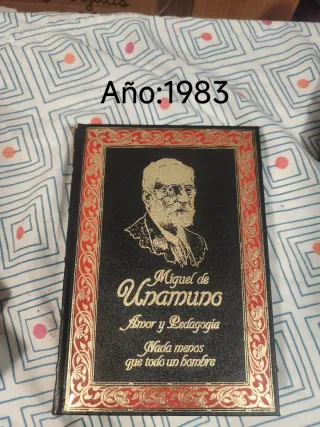 Año:1983
Miguel de
Unamuno
Amor y Pedagogía
Nada menos
que todo un hombre